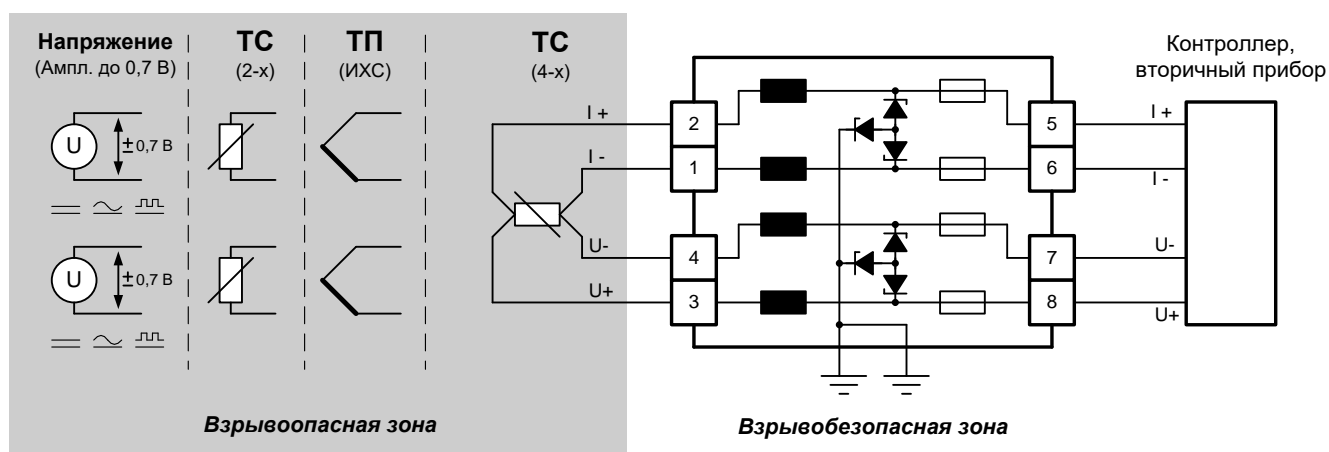 Напряжение
(Ампл. до 0,7 В)
ТС
(2-х)
ТП
(ИХС)
ТС
(4-х)
Контроллер,
вторичный прибор
U
± 0,7 В
U
± 0,7 В
I +
I -
U-
U+
2
1
4
3
5
6
7
8
I +
I -
U-
U+
Взрывоопасная зона
Взрывобезопасная зона